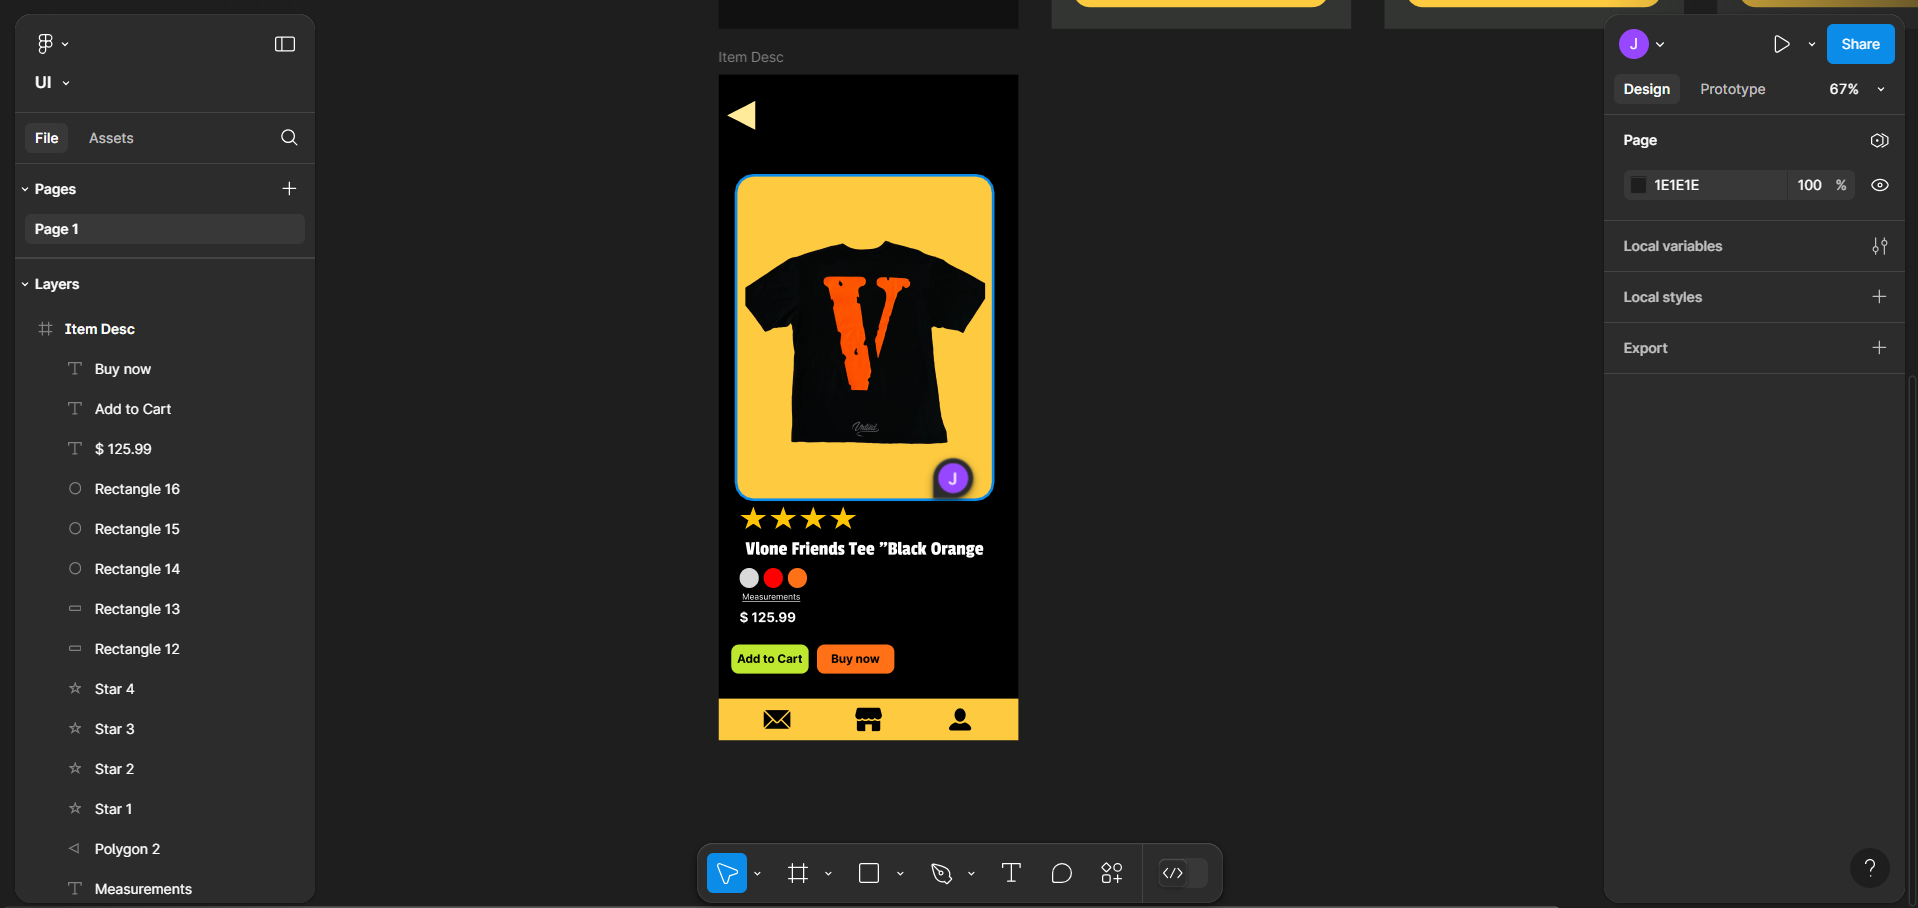 UI
File
Assets
Pages
Page 1
Layers
Item Desc
Buy now
Add to Cart
$ 125.99
Rectangle 16
Rectangle 15
Rectangle 14
Rectangle 13
Rectangle 12
Star 4
Star 3
Star 2
Star 1
Polygon 2
Measurements
Item Desc
V
J
Vlone Friends Tee "Black Orange
Measurements
$ 125.99
Add to Cart
Buy now
J
Share
Design
Prototype
67%
Page
1E1E1E
100 %
Local variables
Local styles
Export
?